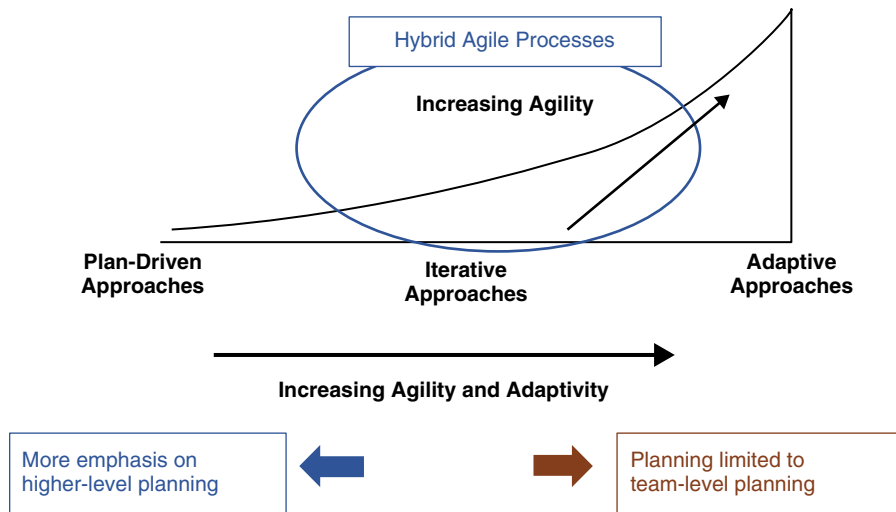 Hybrid Agile Processes
Increasing Agility
Plan-Driven
Approaches
Iterative
Approaches
Adaptive
Approaches
Increasing Agility and Adaptivity
More emphasis on
higher-level planning
Planning limited to
team-level planning